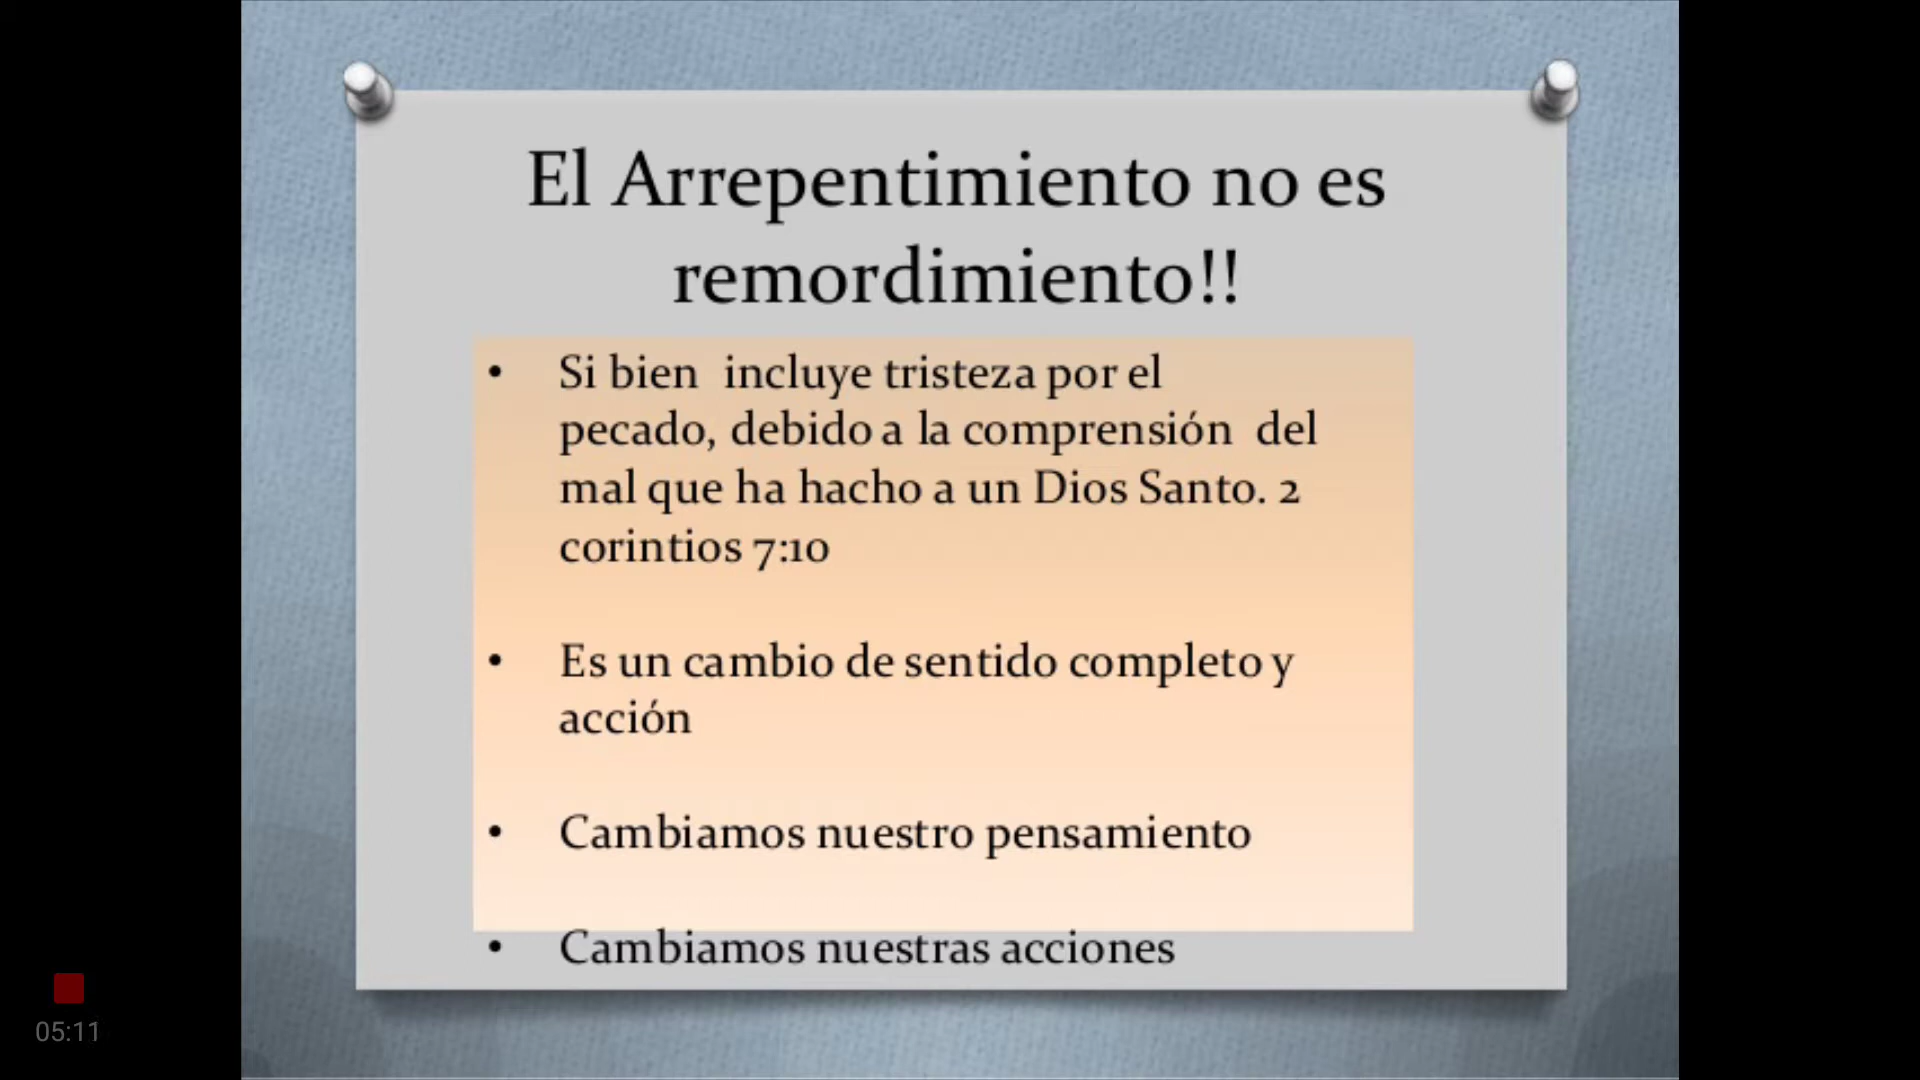 El Arrepentimiento no es
remordimiento!!
• Si bien incluye tristeza por el
pecado, debido a la comprensión del
mal que ha hacho a un Dios Santo. 2
corintios 7:10
• Es un cambio de sentido completo y
acción
• Cambiamos nuestro pensamiento
• Cambiamos nuestras acciones
05:11